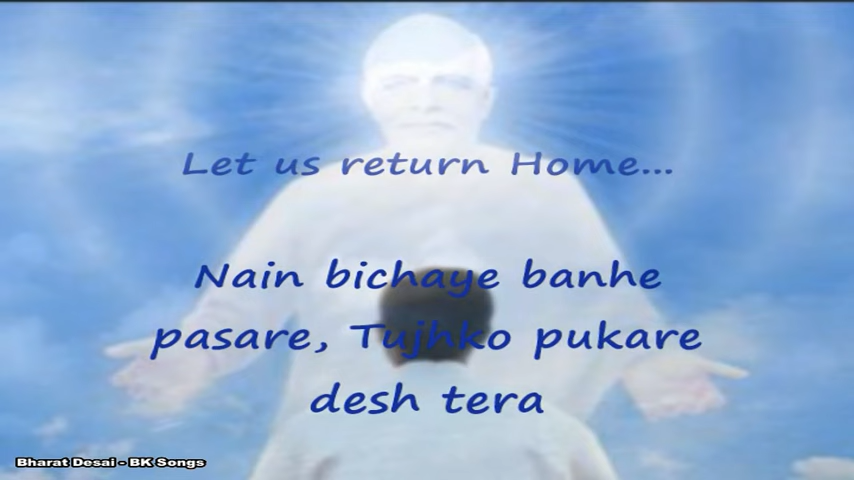 Let us return Home...
Nain bichaye banhe
pasare, Tujhko pukare
desh tera
Bharat Desai - BK Songs